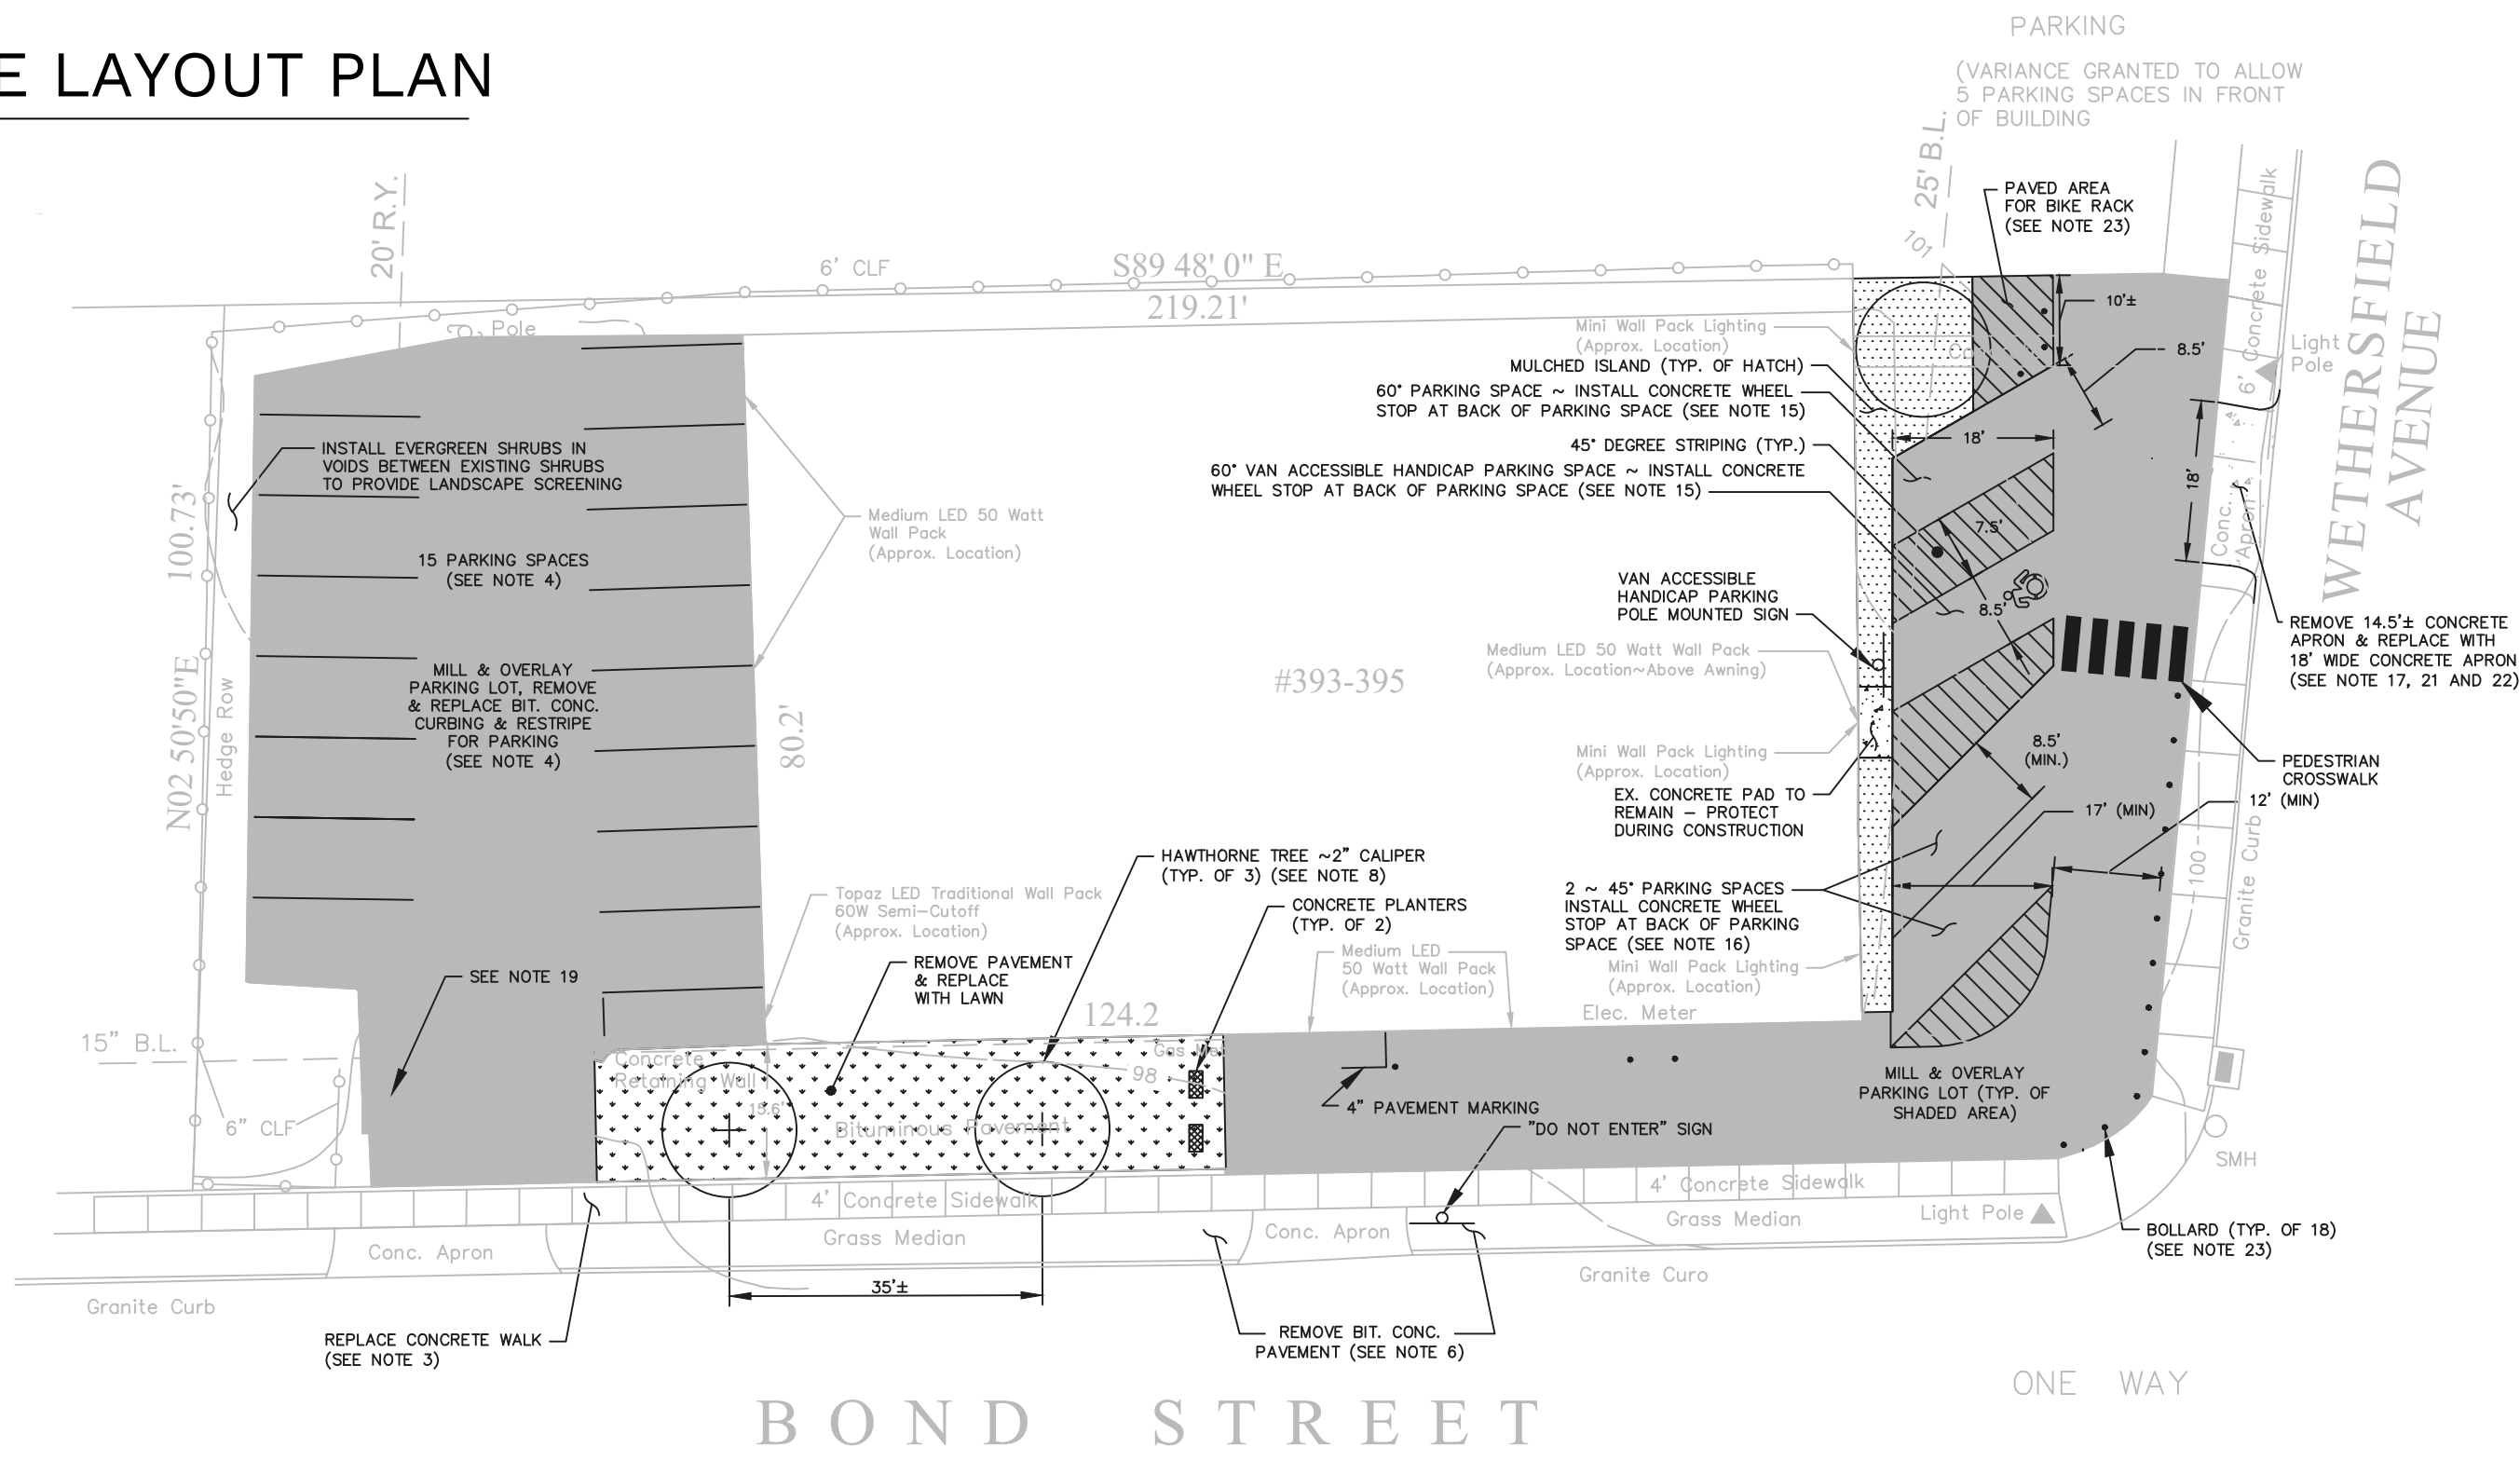 E LAYOUT PLAN
PARKING
(VARIANCE GRANTED TO ALLOW
5 PARKING SPACES IN FRONT
OF BUILDING
20' R.Y.
25' B.L.
101
PAVED AREA
FOR BIKE RACK
(SEE NOTE 23)
6' Concrete Sidewalk
WETHERSFIELD
AVENUE
6' CLF
S89 48' 0" E
219.21'
Pole
10'±
8.5'
Light
Pole
6'
Mini Wall Pack Lighting
(Approx. Location)
MULCHED ISLAND (TYP. OF HATCH)
60° PARKING SPACE ~ INSTALL CONCRETE WHEEL
STOP AT BACK OF PARKING SPACE (SEE NOTE 15)
45° DEGREE STRIPING (TYP.)
60° VAN ACCESSIBLE HANDICAP PARKING SPACE ~ INSTALL CONCRETE
WHEEL STOP AT BACK OF PARKING SPACE (SEE NOTE 15)
18'
18'
Conc.
Apron
7.5'
8.5'
INSTALL EVERGREEN SHRUBS IN
VOIDS BETWEEN EXISTING SHRUBS
TO PROVIDE LANDSCAPE SCREENING
Medium LED 50 Watt
Wall Pack
(Approx. Location)
100.73'
N02 50'50"E
Hedge Row
15 PARKING SPACES
(SEE NOTE 4)
VAN ACCESSIBLE
HANDICAP PARKING
POLE MOUNTED SIGN
REMOVE 14.5'± CONCRETE
APRON & REPLACE WITH
18' WIDE CONCRETE APRON
(SEE NOTE 17, 21 AND 22)
MILL & OVERLAY
PARKING LOT, REMOVE
& REPLACE BIT. CONC.
CURBING & RESTRIPE
FOR PARKING
(SEE NOTE 4)
80.2'
#393-395
Medium LED 50 Watt Wall Pack
(Approx. Location~Above Awning)
Mini Wall Pack Lighting
(Approx. Location)
EX. CONCRETE PAD TO
REMAIN – PROTECT
DURING CONSTRUCTION
8.5'
(MIN.)
17' (MIN)
PEDESTRIAN
CROSSWALK
12' (MIN)
Granite Curb
100
HAWTHORNE TREE ~2" CALIPER
(TYP. OF 3) (SEE NOTE 8)
CONCRETE PLANTERS
(TYP. OF 2)
Topaz LED Traditional Wall Pack
60W Semi-Cutoff
(Approx. Location)
2 ~ 45° PARKING SPACES
INSTALL CONCRETE WHEEL
STOP AT BACK OF PARKING
SPACE (SEE NOTE 16)
Medium LED
50 Watt Wall Pack
(Approx. Location)
Mini Wall Pack Lighting
(Approx. Location)
Elec. Meter
REMOVE PAVEMENT
& REPLACE
WITH LAWN
SEE NOTE 19
124.2
15" B.L.
Concrete
Retaining Wall
Gas
98
15.6'
Bituminous Pavement
4" PAVEMENT MARKING
MILL & OVERLAY
PARKING LOT (TYP. OF
SHADED AREA)
"DO NOT ENTER" SIGN
6" CLF
SMH
4' Concrete Sidewalk
4' Concrete Sidewalk
Grass Median
Grass Median
Light Pole
Conc. Apron
Conc. Apron
BOLLARD (TYP. OF 18)
(SEE NOTE 23)
35'±
Granite Curo
Granite Curb
REPLACE CONCRETE WALK
(SEE NOTE 3)
REMOVE BIT. CONC.
PAVEMENT (SEE NOTE 6)
ONE WAY
BOND STREET